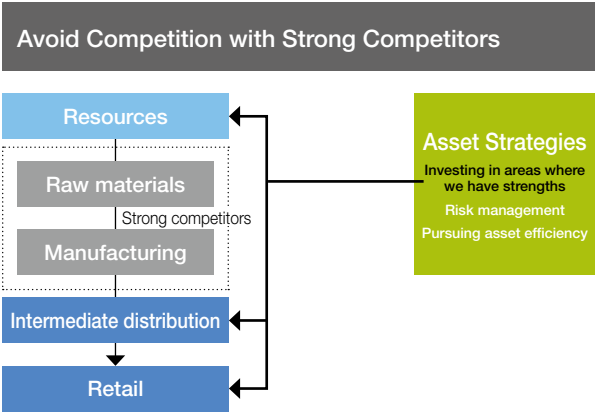 Avoid Competition with Strong Competitors
Resources
Raw materials
Strong competitors
Manufacturing
Intermediate distribution
Retail
Asset Strategies
Investing in areas where
we have strengths
Risk management
Pursuing asset efficiency